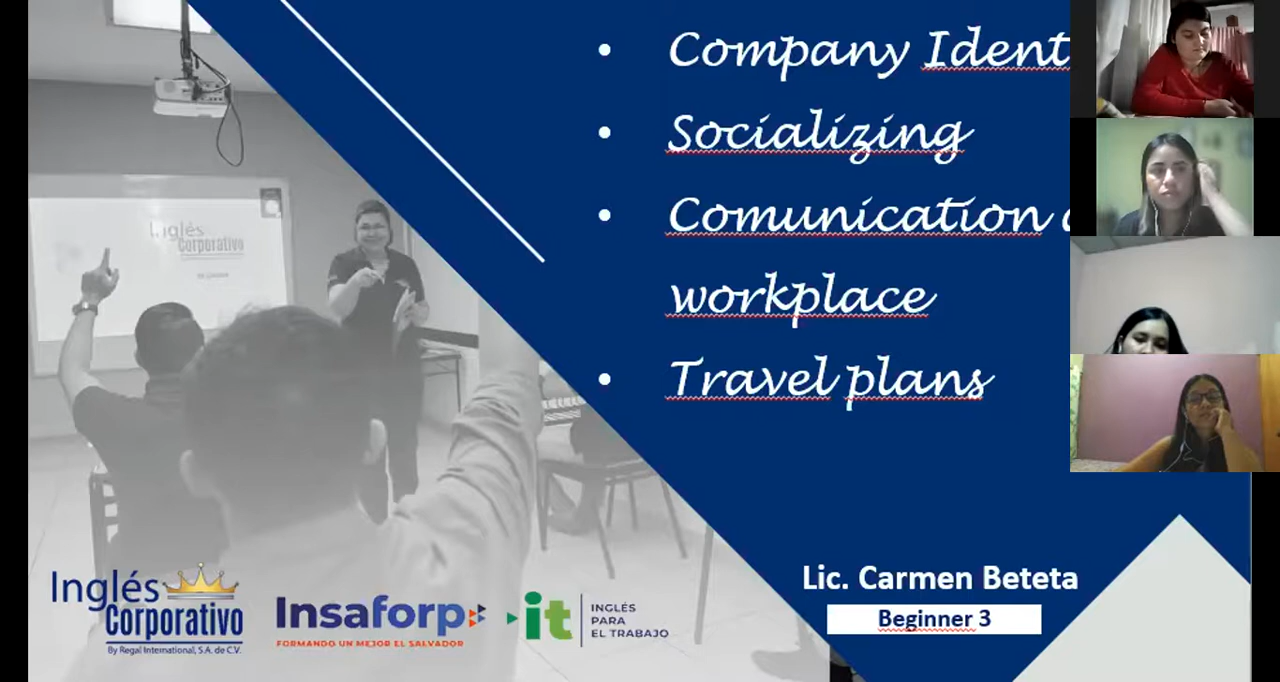 Company Ident
Socializing
Comunication
workplace
Travel plans
Inglés
Corporativo
Inglés
Corporativo
By Regal International, S.A. de C.V.
Insaforp
FORMANDO UN MEJOR EL SALVADOR
it
INGLÉS
PARA
EL TRABAJO
Lic. Carmen Beteta
Beginner 3